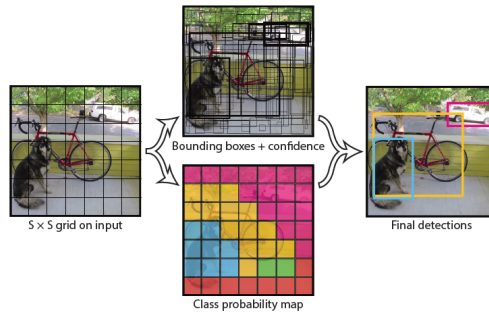 Bounding boxes + confidence
S × S grid on input
Final detections
Class probability map